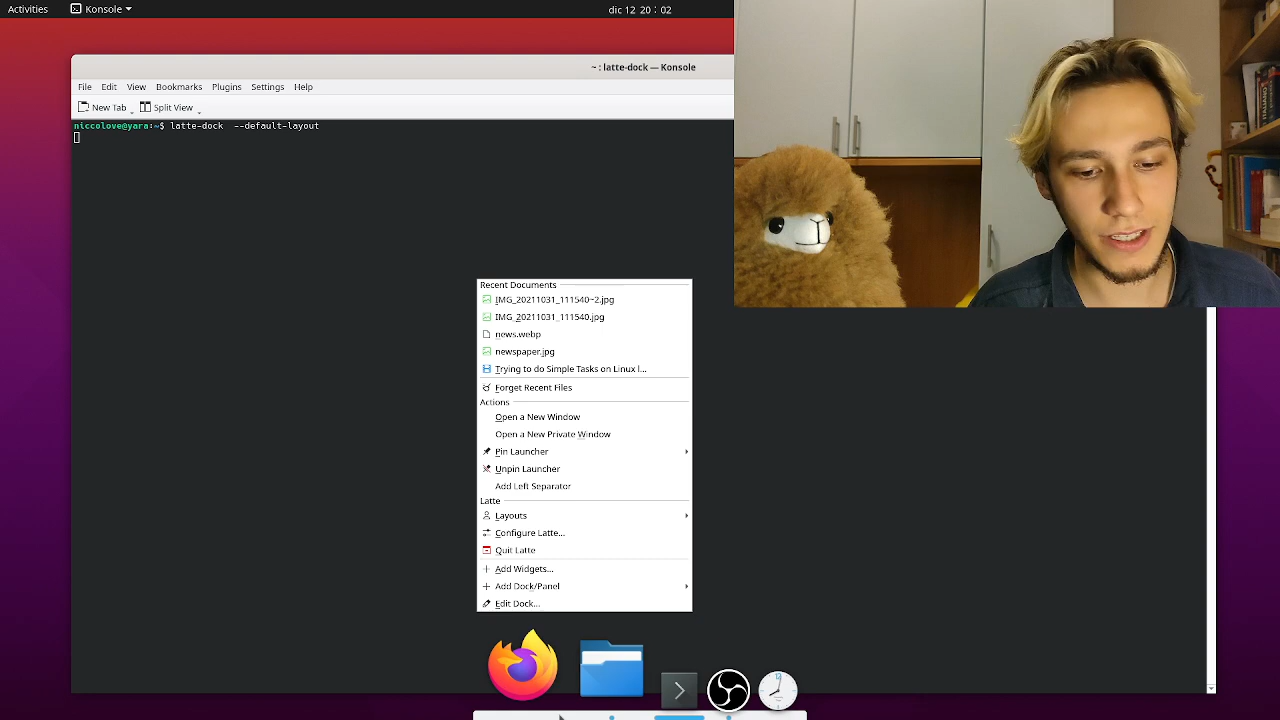 Activities
Konsole
dic 12 20:02
~ : latte-dock — Konsole
File Edit View Bookmarks Plugins Settings Help
New Tab Split View
niccolove@yara:~$ latte-dock --default-layout
Recent Documents
IMG_20211031_111540~2.jpg
IMG_20211031_111540.jpg
news.webp
newspaper.jpg
Trying to do Simple Tasks on Linux l...
Forget Recent Files
Actions
Open a New Window
Open a New Private Window
Pin Launcher
Unpin Launcher
Add Left Separator
Latte
Layouts
Configure Latte...
Quit Latte
Add Widgets...
Add Dock/Panel
Edit Dock...